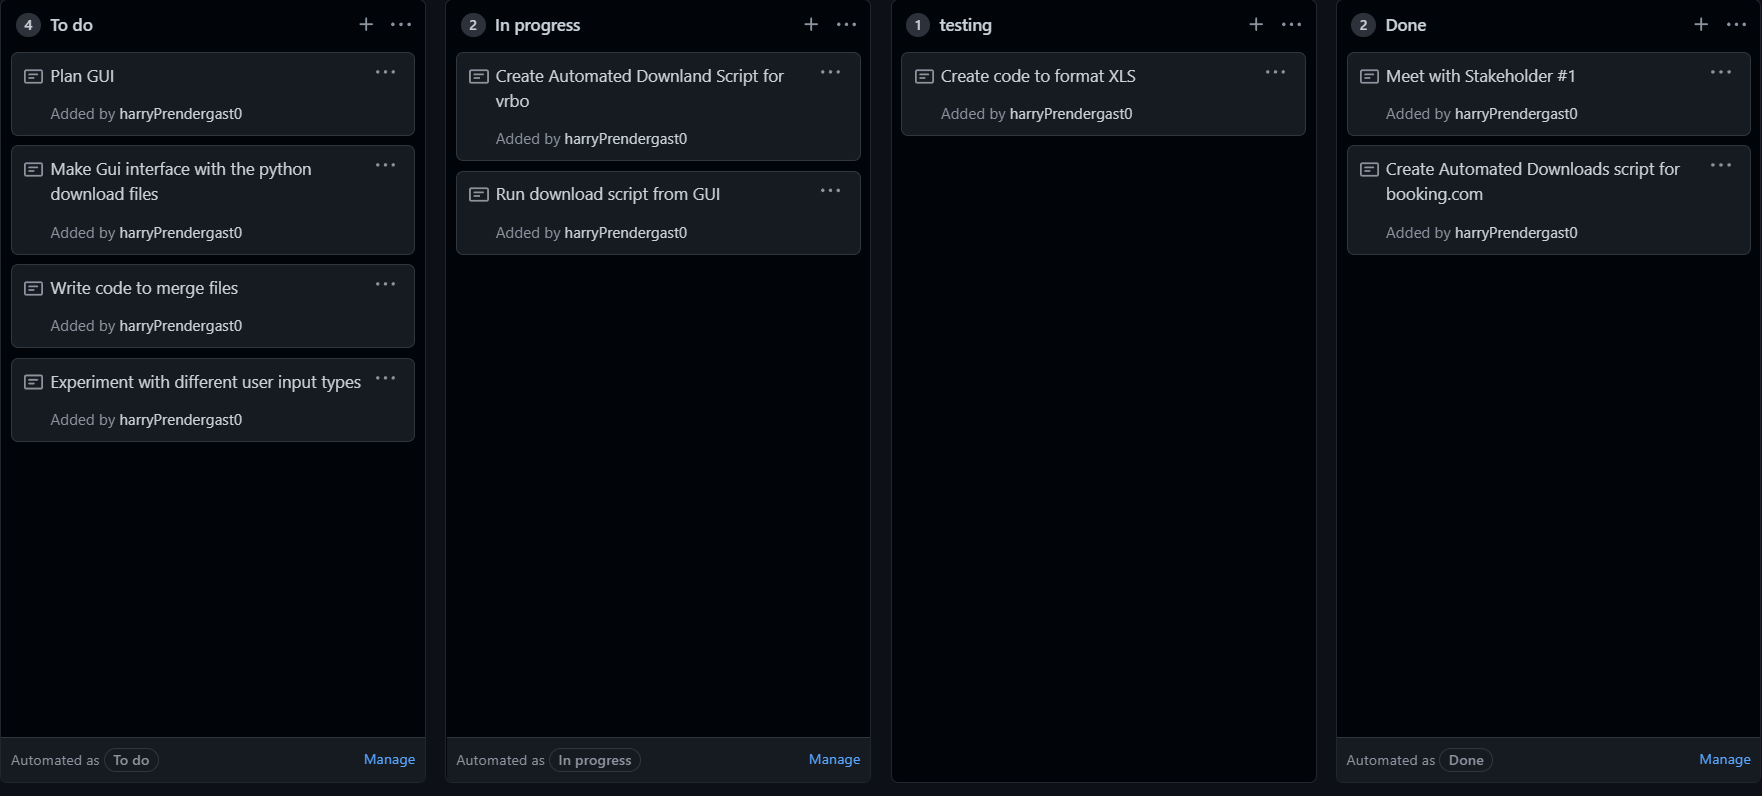 4 To do
Plan GUI
Added by harryPrendergast0
Make Gui interface with the python
download files
Added by harryPrendergast0
Write code to merge files
Added by harryPrendergast0
Experiment with different user input types
Added by harryPrendergast0
Automated as To do Manage
2 In progress
Create Automated Downland Script for
vrbo
Added by harryPrendergast0
Run download script from GUI
Added by harryPrendergast0
Automated as In progress Manage
1 testing
Create code to format XLS
Added by harryPrendergast0
2 Done
Meet with Stakeholder #1
Added by harryPrendergast0
Create Automated Downloads script for
booking.com
Added by harryPrendergast0
Automated as Done Manage